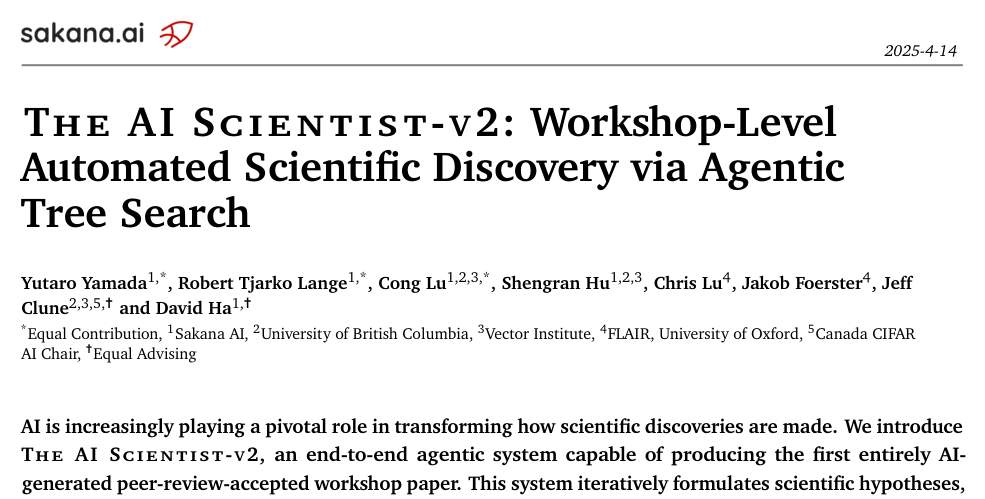 sakana.ai
2025-4-14
THE AI SCIENTIST-V2: Workshop-Level
Automated Scientific Discovery via Agentic
Tree Search
Yutaro Yamada1,*, Robert Tjarko Lange1,*, Cong Lu1,2,3,*, Shengran Hu1,2,3, Chris Lu4, Jakob Foerster4, Jeff
Clune2,3,5,† and David Ha1,†
*Equal Contribution, 1Sakana AI, 2University of British Columbia, 3Vector Institute, 4FLAIR, University of Oxford, 5Canada CIFAR
AI Chair, †Equal Advising
AI is increasingly playing a pivotal role in transforming how scientific discoveries are made. We introduce
THE AI SCIENTIST-V2, an end-to-end agentic system capable of producing the first entirely AI-
generated peer-review-accepted workshop paper. This system iteratively formulates scientific hypotheses,